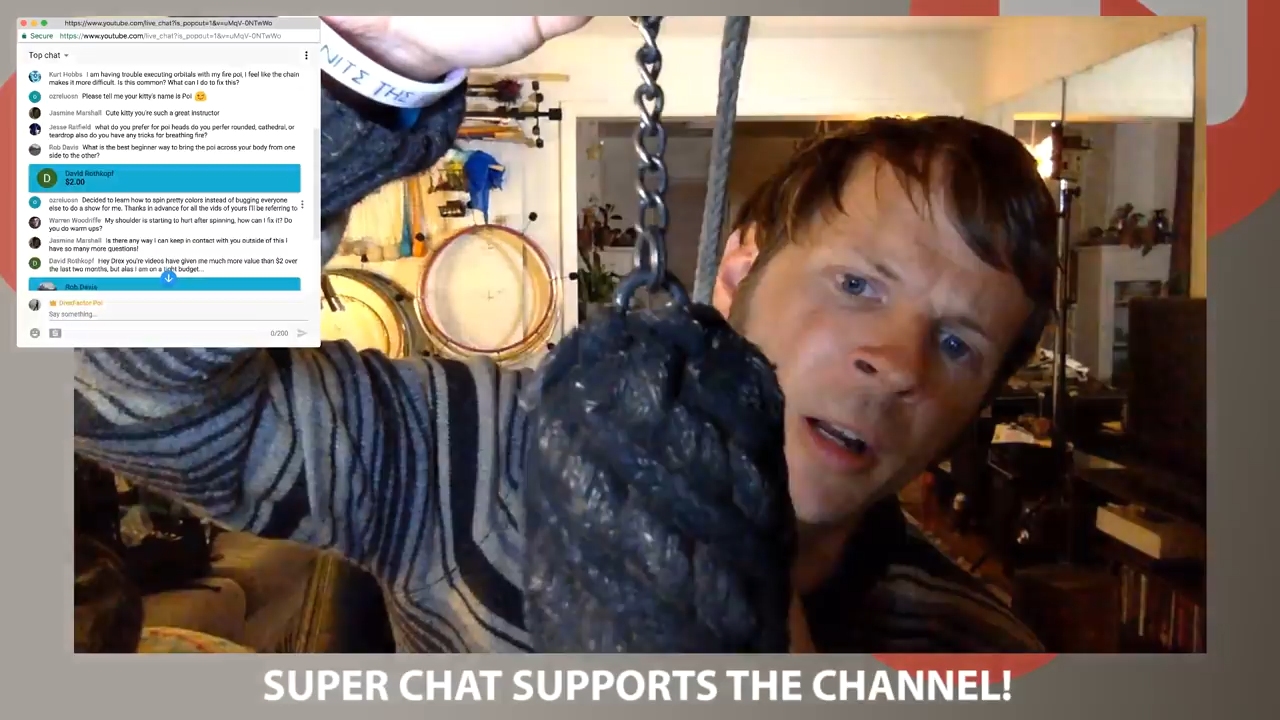 https://www.youtube.com/live_chat?is_popout=1&v=uMqV-0NTwWo
Secure https://www.youtube.com/live_chat?is_popout=1&v=uMqV-0NTwWo
Top chat
Kurt Hobbs I am having trouble executing orbitals with my fire poi, I feel like the chain
makes it more difficult. Is this common? What can I do to fix this?
ozreluosn Please tell me your kitty's name is Poi 🤗
Jasmine Marshall Cute kitty you're such a great instructor
Jesse what do you prefer for poi heads do you perfer rounded, cathedral, or
teardrop also do you have any tricks for breathing fire?
Rob Davis What is the best beginner way to bring the poi across your body from one
side to the other?
D
David Rothkopf
$2.00
ozreluosn Decided to learn how to spin pretty colors instead of bugging everyone
else to do a show for me. Thanks in advance for all the vids of yours I'll be referring to
Warren Woodriffe My shoulder is starting to hurt after spinning, how can I fix it? Do
you do warm ups?
Jasmine Marshall Is there any way I can keep in contact with you outside of this I
have so many more questions!
D David Rothkopf Hey Drex you're videos have given me much more value than $2 over
the last two months, but alas I am on a tight budget...
Rob Davis
DrexFactor Poi
Say something...
0/200
NITE THE
SUPER CHAT SUPPORTS THE CHANNEL!